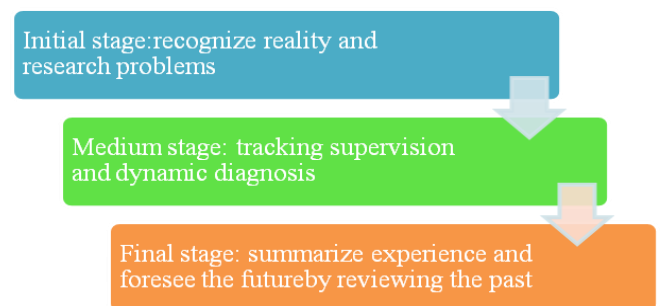 Initial stage:recognize reality and
research problems
Medium stage: tracking supervision
and dynamic diagnosis
Final stage: summarize experience and
foresee the futureby reviewing the past